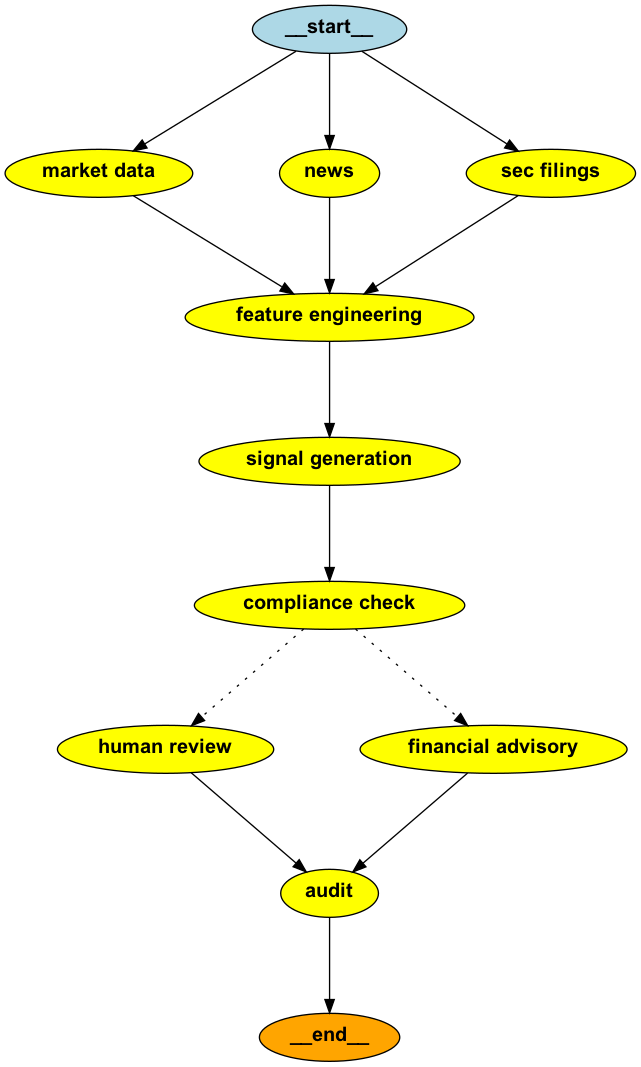 __start__
market data
news
sec filings
feature engineering
signal generation
compliance check
human review
financial advisory
audit
__end__